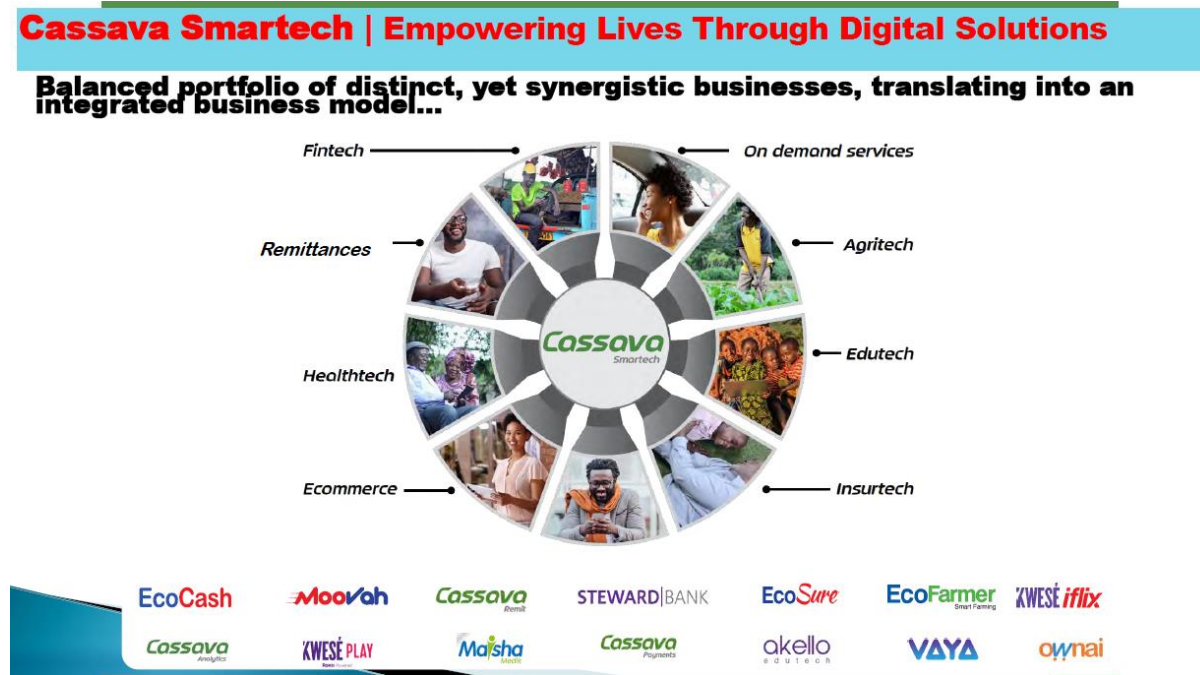 Cassava Smartech | Empowering Lives Through Digital Solutions
Balanced portfolio of distinct, yet synergistic businesses, translating into an
integrated business model...
Fintech
On demand services
Remittances
Agritech
Cassava
Smartech
Edutech
Healthtech
Ecommerce
Insurtech
EcoCash
MooVah
Cassava
Remit
STEWARD|BANK
EcoSure
EcoFarmer
Smart Farming
KWESÉ iflix
Cassava
Analytics
KWESÉ PLAY
Maisha
Medik
Cassava
Payments
akello
edutech
VAYA
ownai